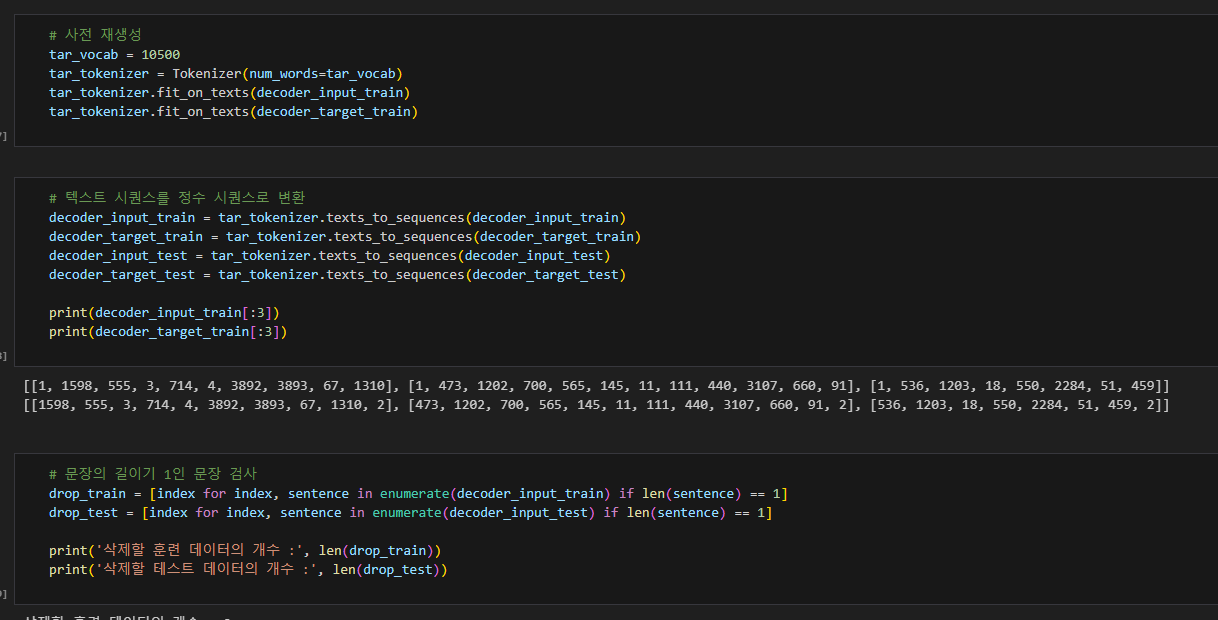 # 사전 재생성
tar_vocab = 10500
tar_tokenizer = Tokenizer(num_words=tar_vocab)
tar_tokenizer.fit_on_texts(decoder_input_train)
tar_tokenizer.fit_on_texts(decoder_target_train)
# 텍스트 시퀀스를 정수 시퀀스로 변환
decoder_input_train = tar_tokenizer.texts_to_sequences(decoder_input_train)
decoder_target_train = tar_tokenizer.texts_to_sequences(decoder_target_train)
decoder_input_test = tar_tokenizer.texts_to_sequences(decoder_input_test)
decoder_target_test = tar_tokenizer.texts_to_sequences(decoder_target_test)
print(decoder_input_train[:3])
print(decoder_target_train[:3])
[[1, 1598, 555, 3, 714, 4, 3892, 3893, 67, 1310], [1, 473, 1202, 700, 565, 145, 11, 111, 440, 3107, 660, 91], [1, 536, 1203, 18, 550, 2284, 51, 459]]
[[1598, 555, 3, 714, 4, 3892, 3893, 67, 1310, 2], [473, 1202, 700, 565, 145, 11, 111, 440, 3107, 660, 91, 2], [536, 1203, 18, 550, 2284, 51, 459, 2]]
# 문장의 길이기 1인 문장 검사
drop_train = [index for index, sentence in enumerate(decoder_input_train) if len(sentence) == 1]
drop_test = [index for index, sentence in enumerate(decoder_input_test) if len(sentence) == 1]
print('삭제할 훈련 데이터의 개수 :', len(drop_train))
print('삭제할 테스트 데이터의 개수 :', len(drop_test))